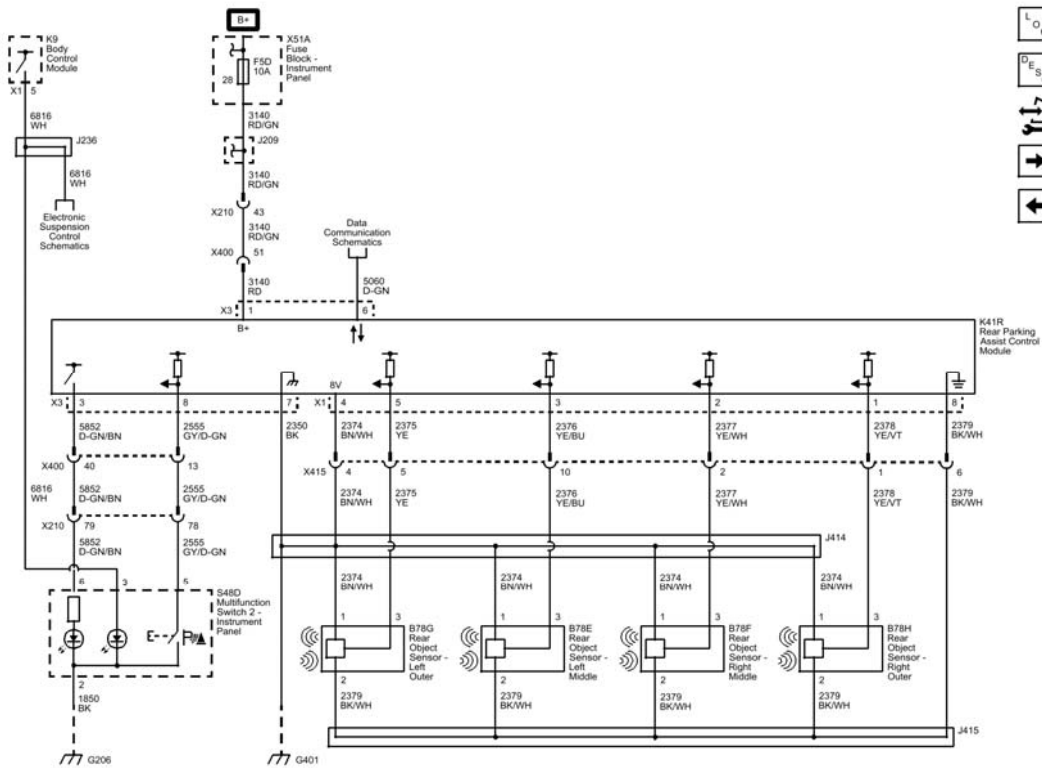 B+
K9
Body
Control
Module
X51A
Fuse
Block -
Instrument
Panel
F5D
10A
28
X1 5
6816
WH
J236
6816
WH
Electronic
Suspension
Control
Schematics
3140
RD/GN
J209
3140
RD/GN
X210 43
3140
RD/GN
X400 51
3140
RD
Data
Communication
Schematics
5060
D-GN
X3 1 6
B+
K41R
Rear Parking
Assist Control
Module
8V
X3 3 8 7 X1 4 5 3 2 1 8
5852
D-GN/BN
2555
GY/D-GN
2350
BK
2374
BN/WH
2375
YE
2376
YE/BU
2377
YE/WH
2378
YE/VT
2379
BK/WH
X400 40 13
X415 4 5 10 2 1 6
6816
WH
5852
D-GN/BN
2555
GY/D-GN
2374
BN/WH
2375
YE
2376
YE/BU
2377
YE/WH
2378
YE/VT
2379
BK/WH
X210 79 78
5852
D-GN/BN
2555
GY/D-GN
J414
6 3 5
2374
BN/WH
2374
BN/WH
2374
BN/WH
2374
BN/WH
S48D
Multifunction
Switch 2 -
Instrument
Panel
1 3
B78G
Rear
Object
Sensor -
Left
Outer
1 3
B78E
Rear
Object
Sensor -
Left
Middle
1 3
B78F
Rear
Object
Sensor -
Right
Middle
1 3
B78H
Rear
Object
Sensor -
Right
Outer
2
1850
BK
2
2379
BK/WH
2
2379
BK/WH
2
2379
BK/WH
2
2379
BK/WH
J415
G206
G401